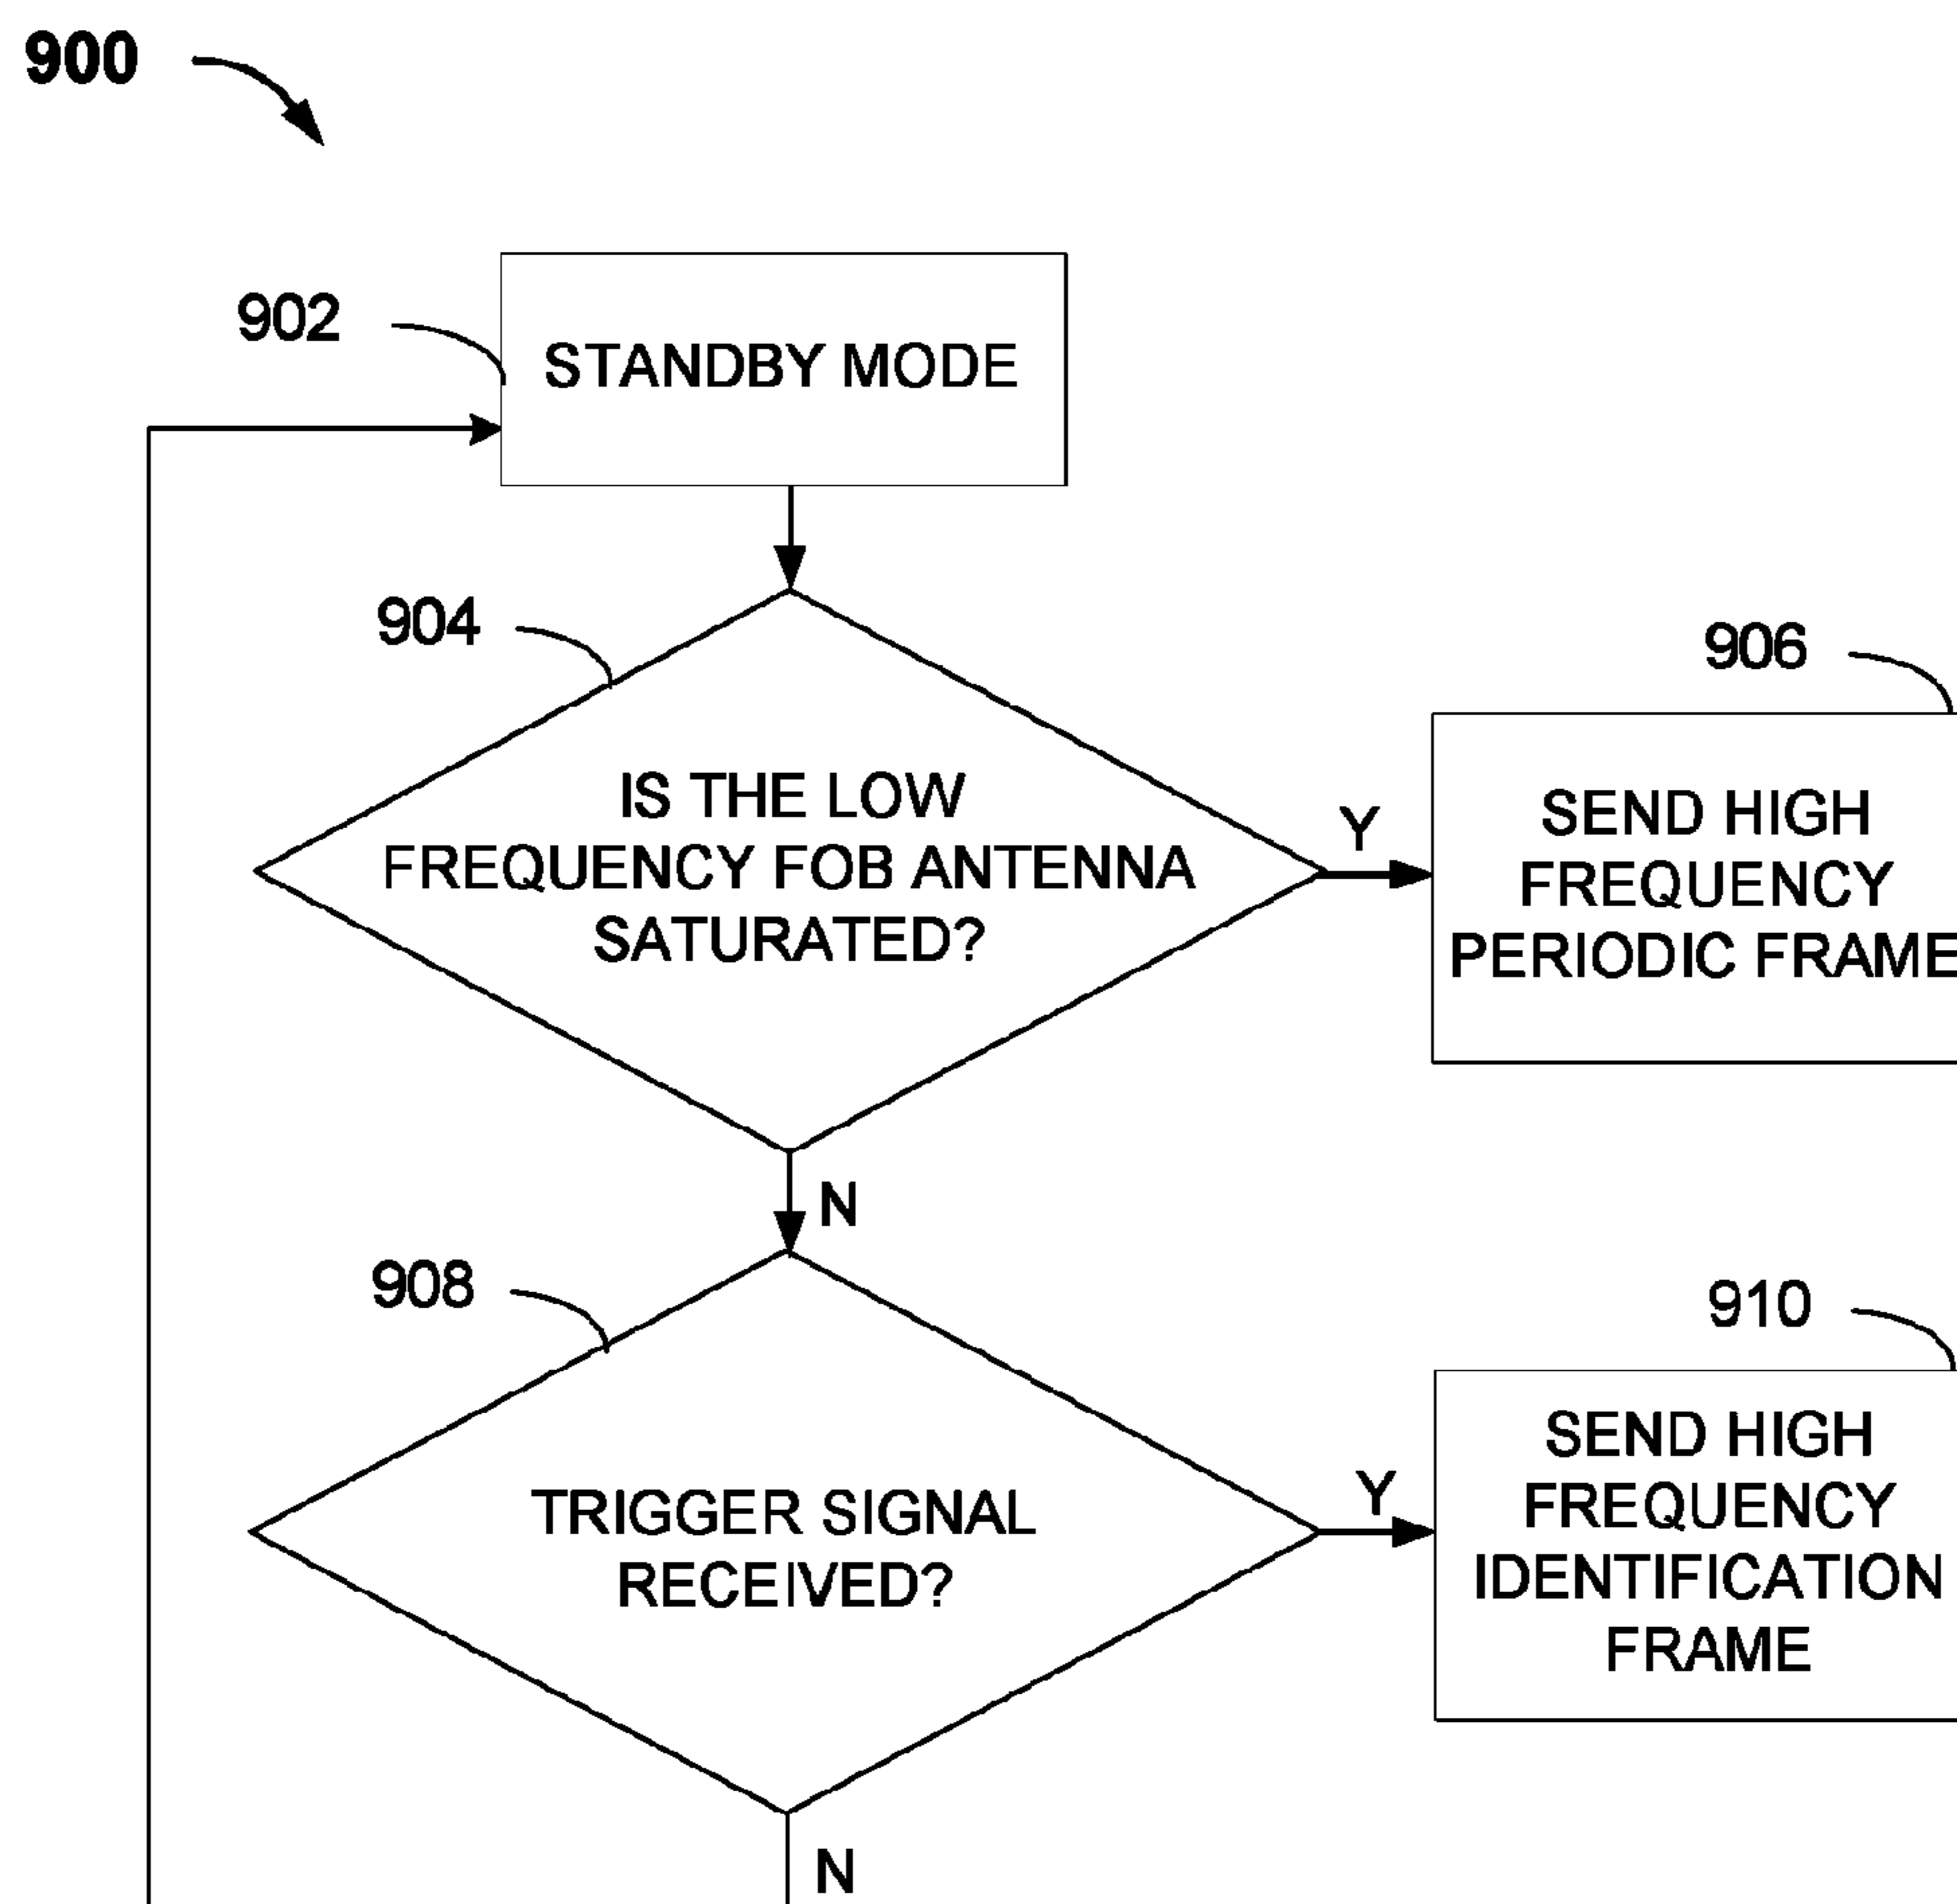 900
902
STANDBY MODE
904
IS THE LOW
FREQUENCY FOB ANTENNA
SATURATED?
Y
906
SEND HIGH
FREQUENCY
PERIODIC FRAME
N
908
TRIGGER SIGNAL
RECEIVED?
Y
910
SEND HIGH
FREQUENCY
IDENTIFICATION
FRAME
N